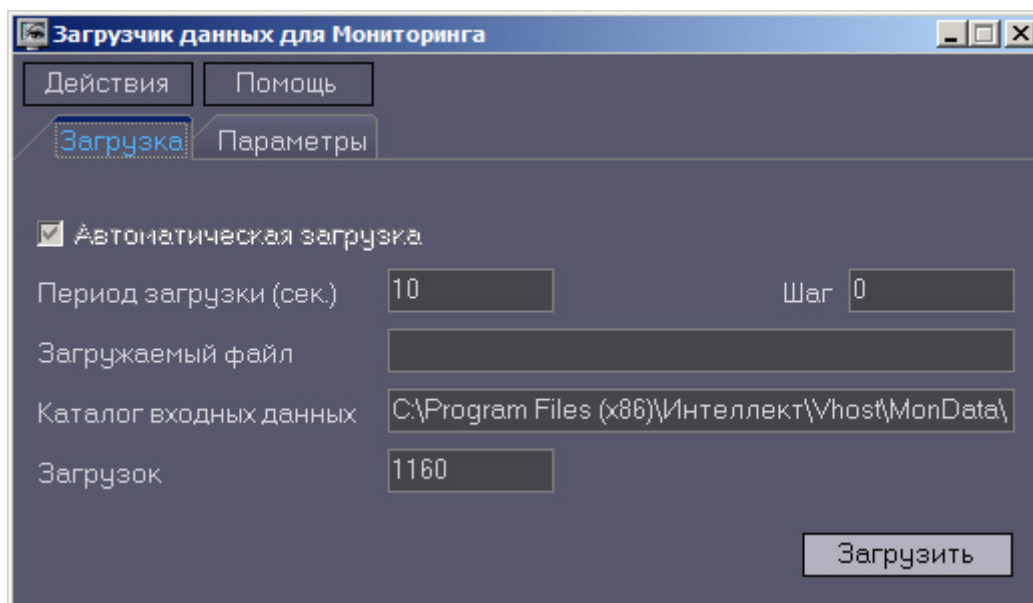 Загрузчик данных для Мониторинга
Действия Помощь
Загрузка Параметры
Автоматическая загрузка
Период загрузки (сек.) 10 Шаг 0
Загружаемый файл
Каталог входных данных C:\Program Files (x86)\Интеллект\Vhost\MonData\
Загрузок 1160
Загрузить